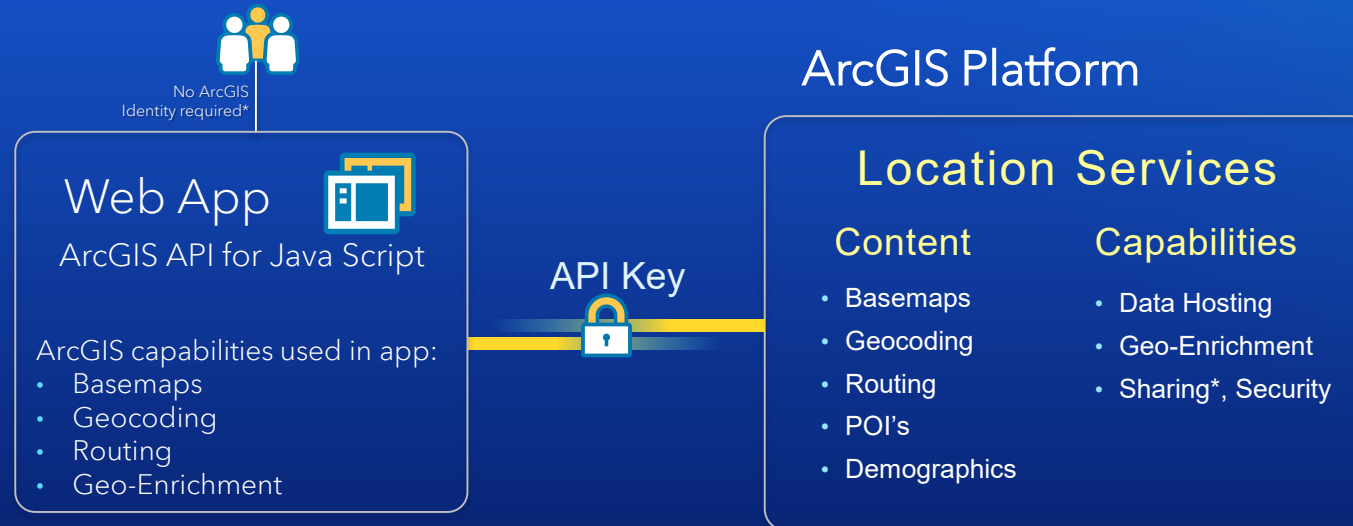 No ArcGIS
Identity required*
Web App
ArcGIS API for Java Script
ArcGIS capabilities used in app:
• Basemaps
• Geocoding
• Routing
• Geo-Enrichment
API Key
ArcGIS Platform
Location Services
Content
• Basemaps
• Geocoding
• Routing
• POI's
• Demographics
Capabilities
• Data Hosting
• Geo-Enrichment
• Sharing*, Security